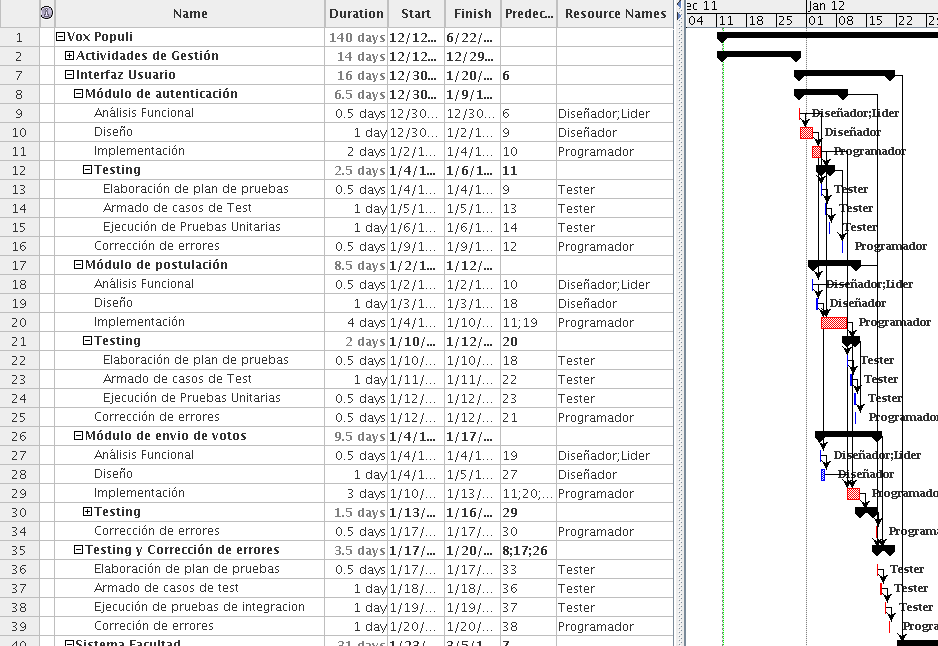 Name Duration Start Finish Predec... Resource Names
ec 11 Jan 12
04 11 18 25 01 08 15 22
1 Vox Populi 140 days 12/12... 6/22/...
2 Actividades de Gestión 14 days 12/12... 12/29...
7 Interfaz Usuario 16 days 12/30... 1/20/... 6
8 Módulo de autenticación 6.5 days 12/30... 1/9/1...
9 Análisis Funcional 0.5 days 12/30... 12/30... 6 Diseñador;Lider Diseñador;Lider
10 Diseño 1 day 12/30... 1/2/1... 9 Diseñador Diseñador
11 Implementación 2 days 1/2/1... 1/4/1... 10 Programador Programador
12 Testing 2.5 days 1/4/1... 1/6/1... 11
13 Elaboración de plan de pruebas 0.5 days 1/4/1... 1/4/1... 9 Tester Tester
14 Armado de casos de Test 1 day 1/5/1... 1/5/1... 13 Tester Tester
15 Ejecución de Pruebas Unitarias 1 day 1/6/1... 1/6/1... 14 Tester Tester
16 Corrección de errores 0.5 days 1/9/1... 1/9/1... 12 Programador Programador
17 Módulo de postulación 8.5 days 1/2/1... 1/12/...
18 Análisis Funcional 0.5 days 1/2/1... 1/2/1... 10 Diseñador;Lider Diseñador;Lider
19 Diseño 1 day 1/3/1... 1/3/1... 18 Diseñador Diseñador
20 Implementación 4 days 1/4/1... 1/10/... 11;19 Programador Programador
21 Testing 2 days 1/10/... 1/12/... 20
22 Elaboración de plan de pruebas 0.5 days 1/10/... 1/10/... 18 Tester Tester
23 Armado de casos de Test 1 day 1/11/... 1/11/... 22 Tester Tester
24 Ejecución de Pruebas Unitarias 0.5 days 1/12/... 1/12/... 23 Tester Tester
25 Corrección de errores 0.5 days 1/12/... 1/12/... 21 Programador Programador
26 Módulo de envio de votos 9.5 days 1/4/1... 1/17/...
27 Análisis Funcional 0.5 days 1/4/1... 1/4/1... 19 Diseñador;Lider Diseñador;Lider
28 Diseño 1 day 1/4/1... 1/5/1... 27 Diseñador Diseñador
29 Implementación 3 days 1/10/... 1/13/... 11;20;... Programador Programador
30 Testing 1.5 days 1/13/... 1/16/... 29
34 Corrección de errores 0.5 days 1/17/... 1/17/... 30 Programador Program
35 Testing y Corrección de errores 3.5 days 1/17/... 1/20/... 8;17;26
36 Elaboración de plan de pruebas 0.5 days 1/17/... 1/17/... 33 Tester Tester
37 Armado de casos de test 1 day 1/18/... 1/18/... 36 Tester Tester
38 Ejecución de pruebas de integracion 1 day 1/19/... 1/19/... 37 Tester Tester
39 Correción de errores 1 day 1/20/... 1/20/... 38 Programador Progra
40 Sistema Facultad 31 days 1/23/... 3/5/1... 7